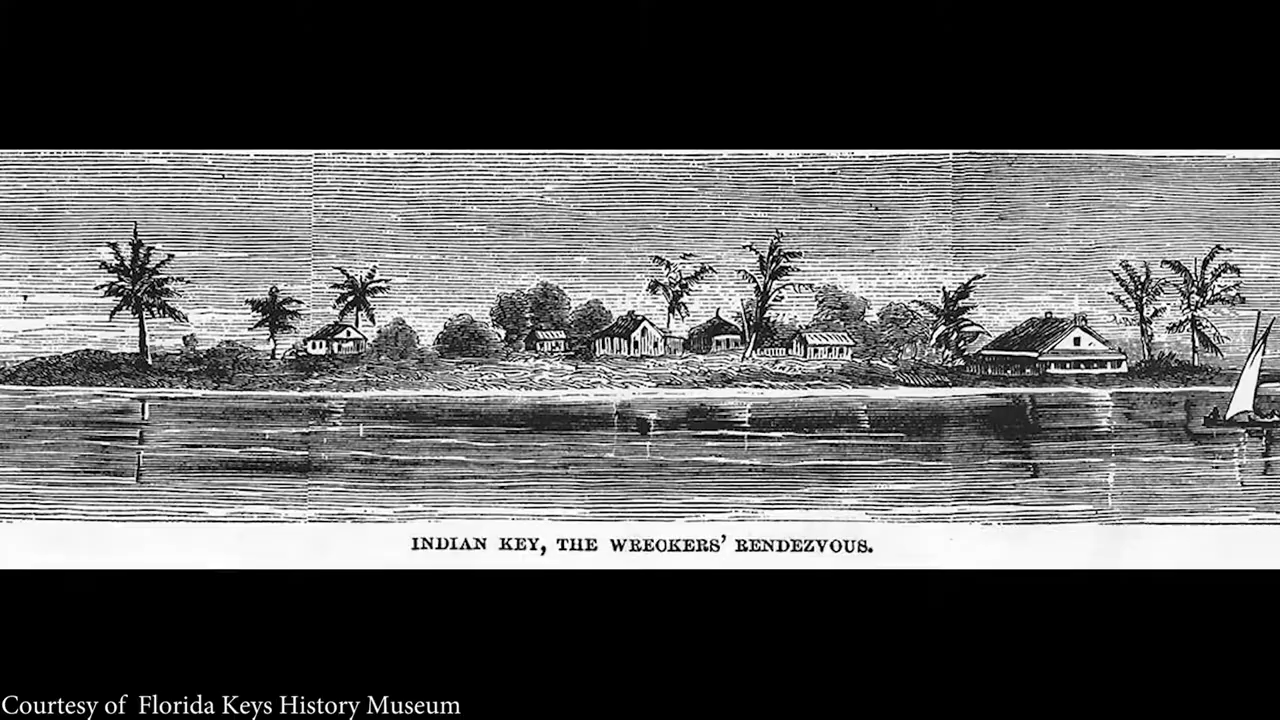 INDIAN KEY, THE WRECKERS' RENDEZVOUS.
Courtesy of Florida Keys History Museum